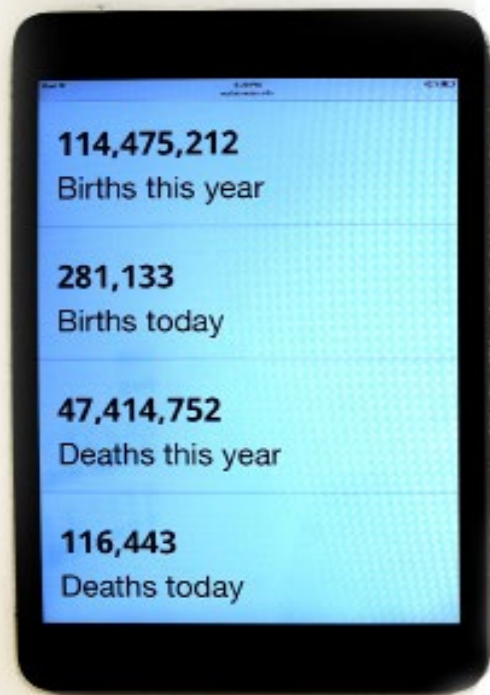 114,475,212
Births this year
281,133
Births today
47,414,752
Deaths this year
116,443
Deaths today